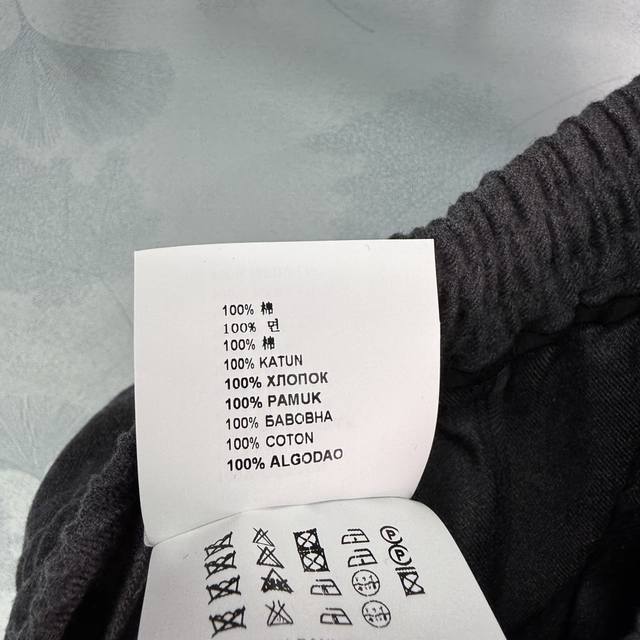 100% 棉
100% 면
100% 棉
100% KATUN
100% ХЛОПОК
100% PAMUK
100% БАВОВНА
100% COTON
100% ALGODAO